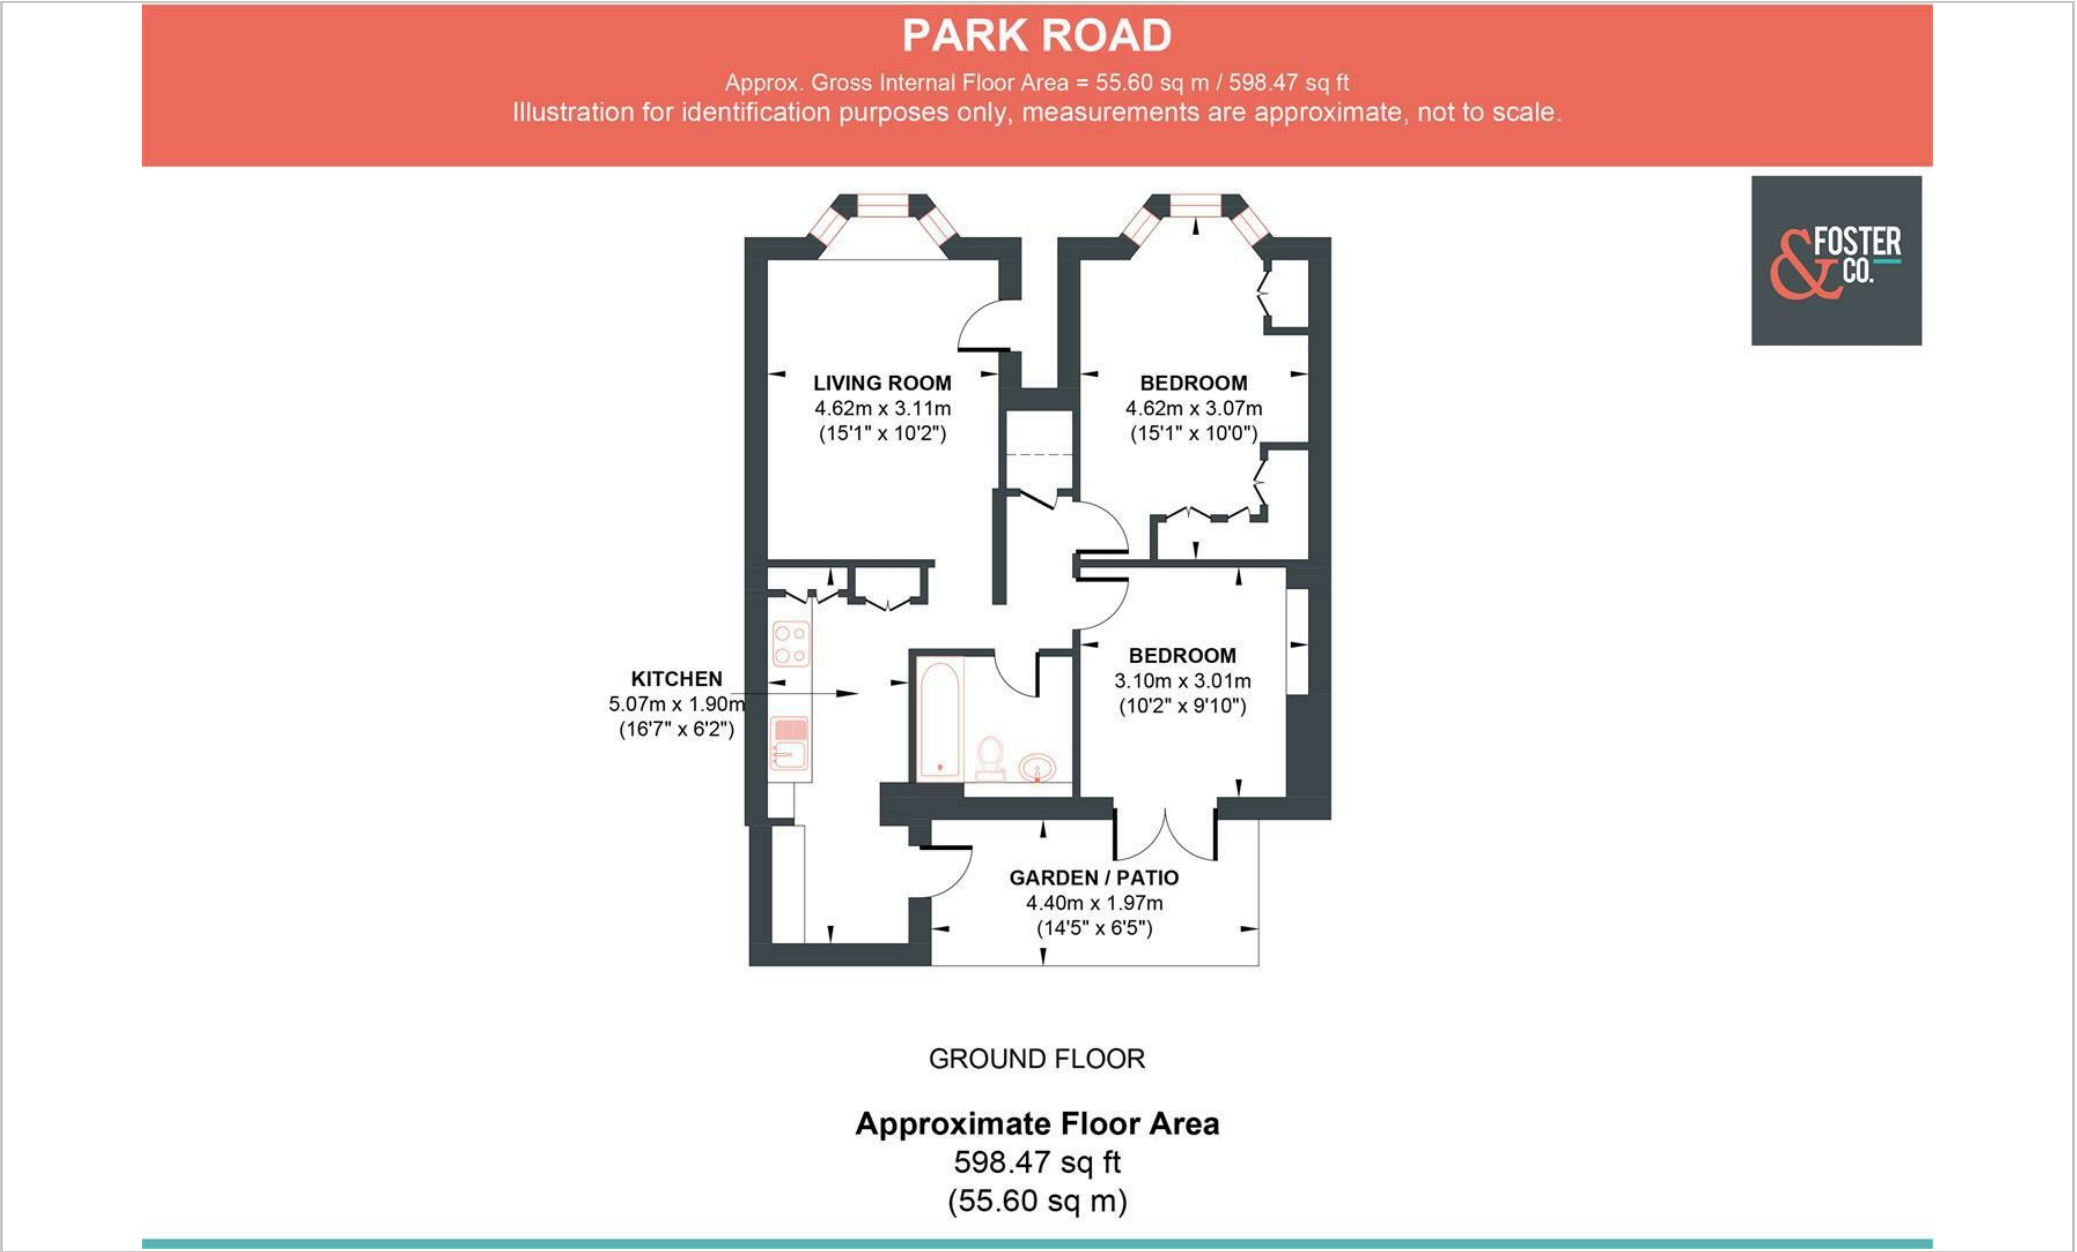 PARK ROAD
Approx. Gross Internal Floor Area = 55.60 sq m / 598.47 sq ft
Illustration for identification purposes only, measurements are approximate, not to scale.
& FOSTER
CO.
LIVING ROOM
4.62m x 3.11m
(15'1" x 10'2")
BEDROOM
4.62m x 3.07m
(15'1" x 10'0")
KITCHEN
5.07m x 1.90m
(16'7" x 6'2")
BEDROOM
3.10m x 3.01m
(10'2" x 9'10")
GARDEN / PATIO
4.40m x 1.97m
(14'5" x 6'5")
GROUND FLOOR
Approximate Floor Area
598.47 sq ft
(55.60 sq m)